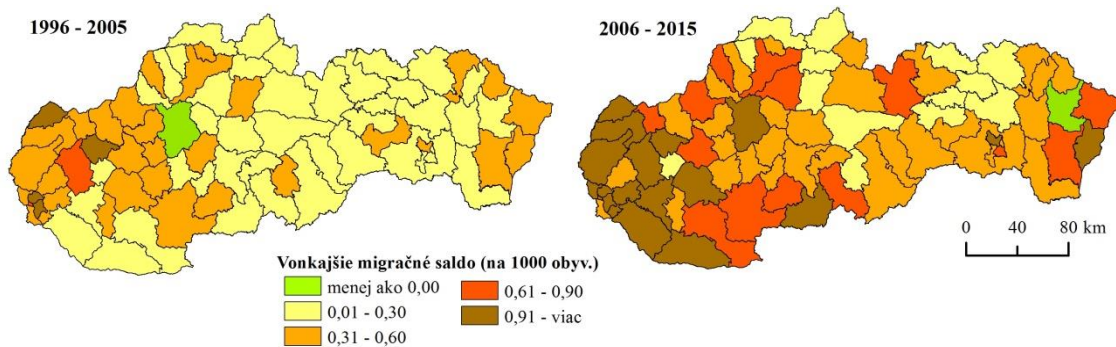 1996 - 2005
2006 - 2015
0 40 80 km
Vonkajšie migračné saldo (na 1000 obyv.)
menej ako 0,00
0,01 - 0,30
0,31 - 0,60
0,61 - 0,90
0,91 - viac